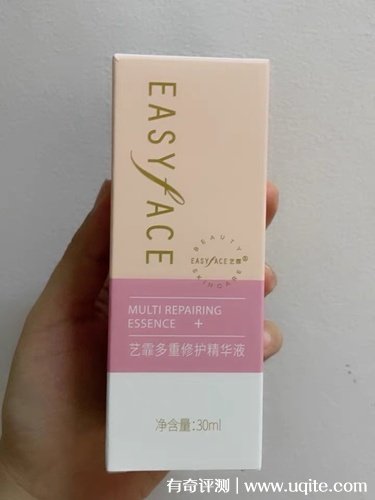 EASYFACE
BEAUTY
EASYFACE艺霏®
SKINCARE
MULTI REPAIRING
ESSENCE +
艺霏多重修护精华液
净含量:30ml
有奇评测 | www.uqite.com